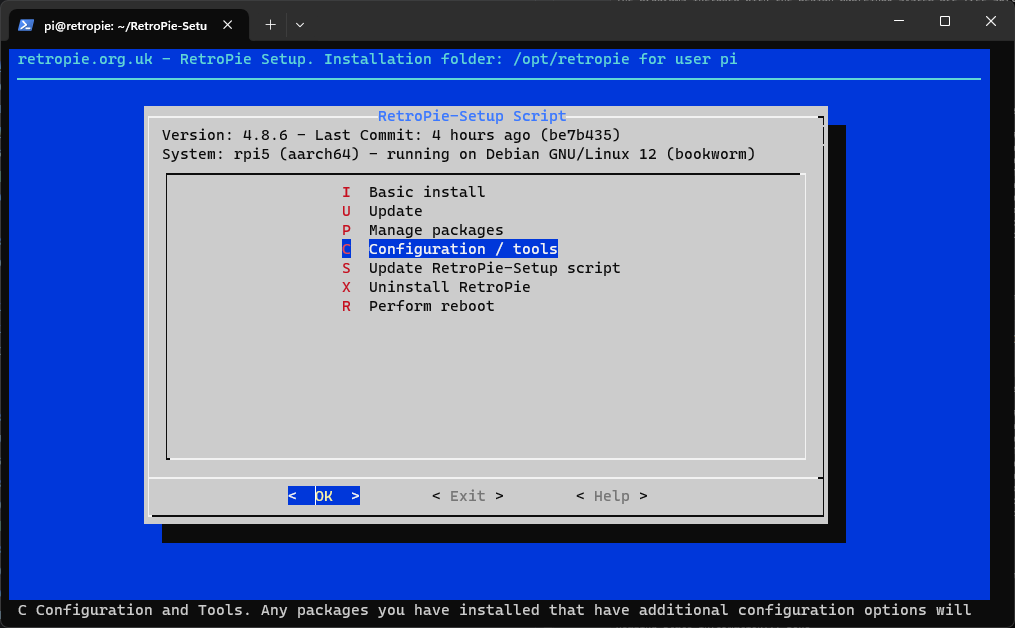 pi@retropie: ~/RetroPie-Setu
retropie.org.uk - RetroPie Setup. Installation folder: /opt/retropie for user pi
RetroPie-Setup Script
Version: 4.8.6 - Last Commit: 4 hours ago (be7b435)
System: rpi5 (aarch64) - running on Debian GNU/Linux 12 (bookworm)
I Basic install
U Update
P Manage packages
C Configuration / tools
S Update RetroPie-Setup script
X Uninstall RetroPie
R Perform reboot
< OK > < Exit > < Help >
C Configuration and Tools. Any packages you have installed that have additional configuration options will